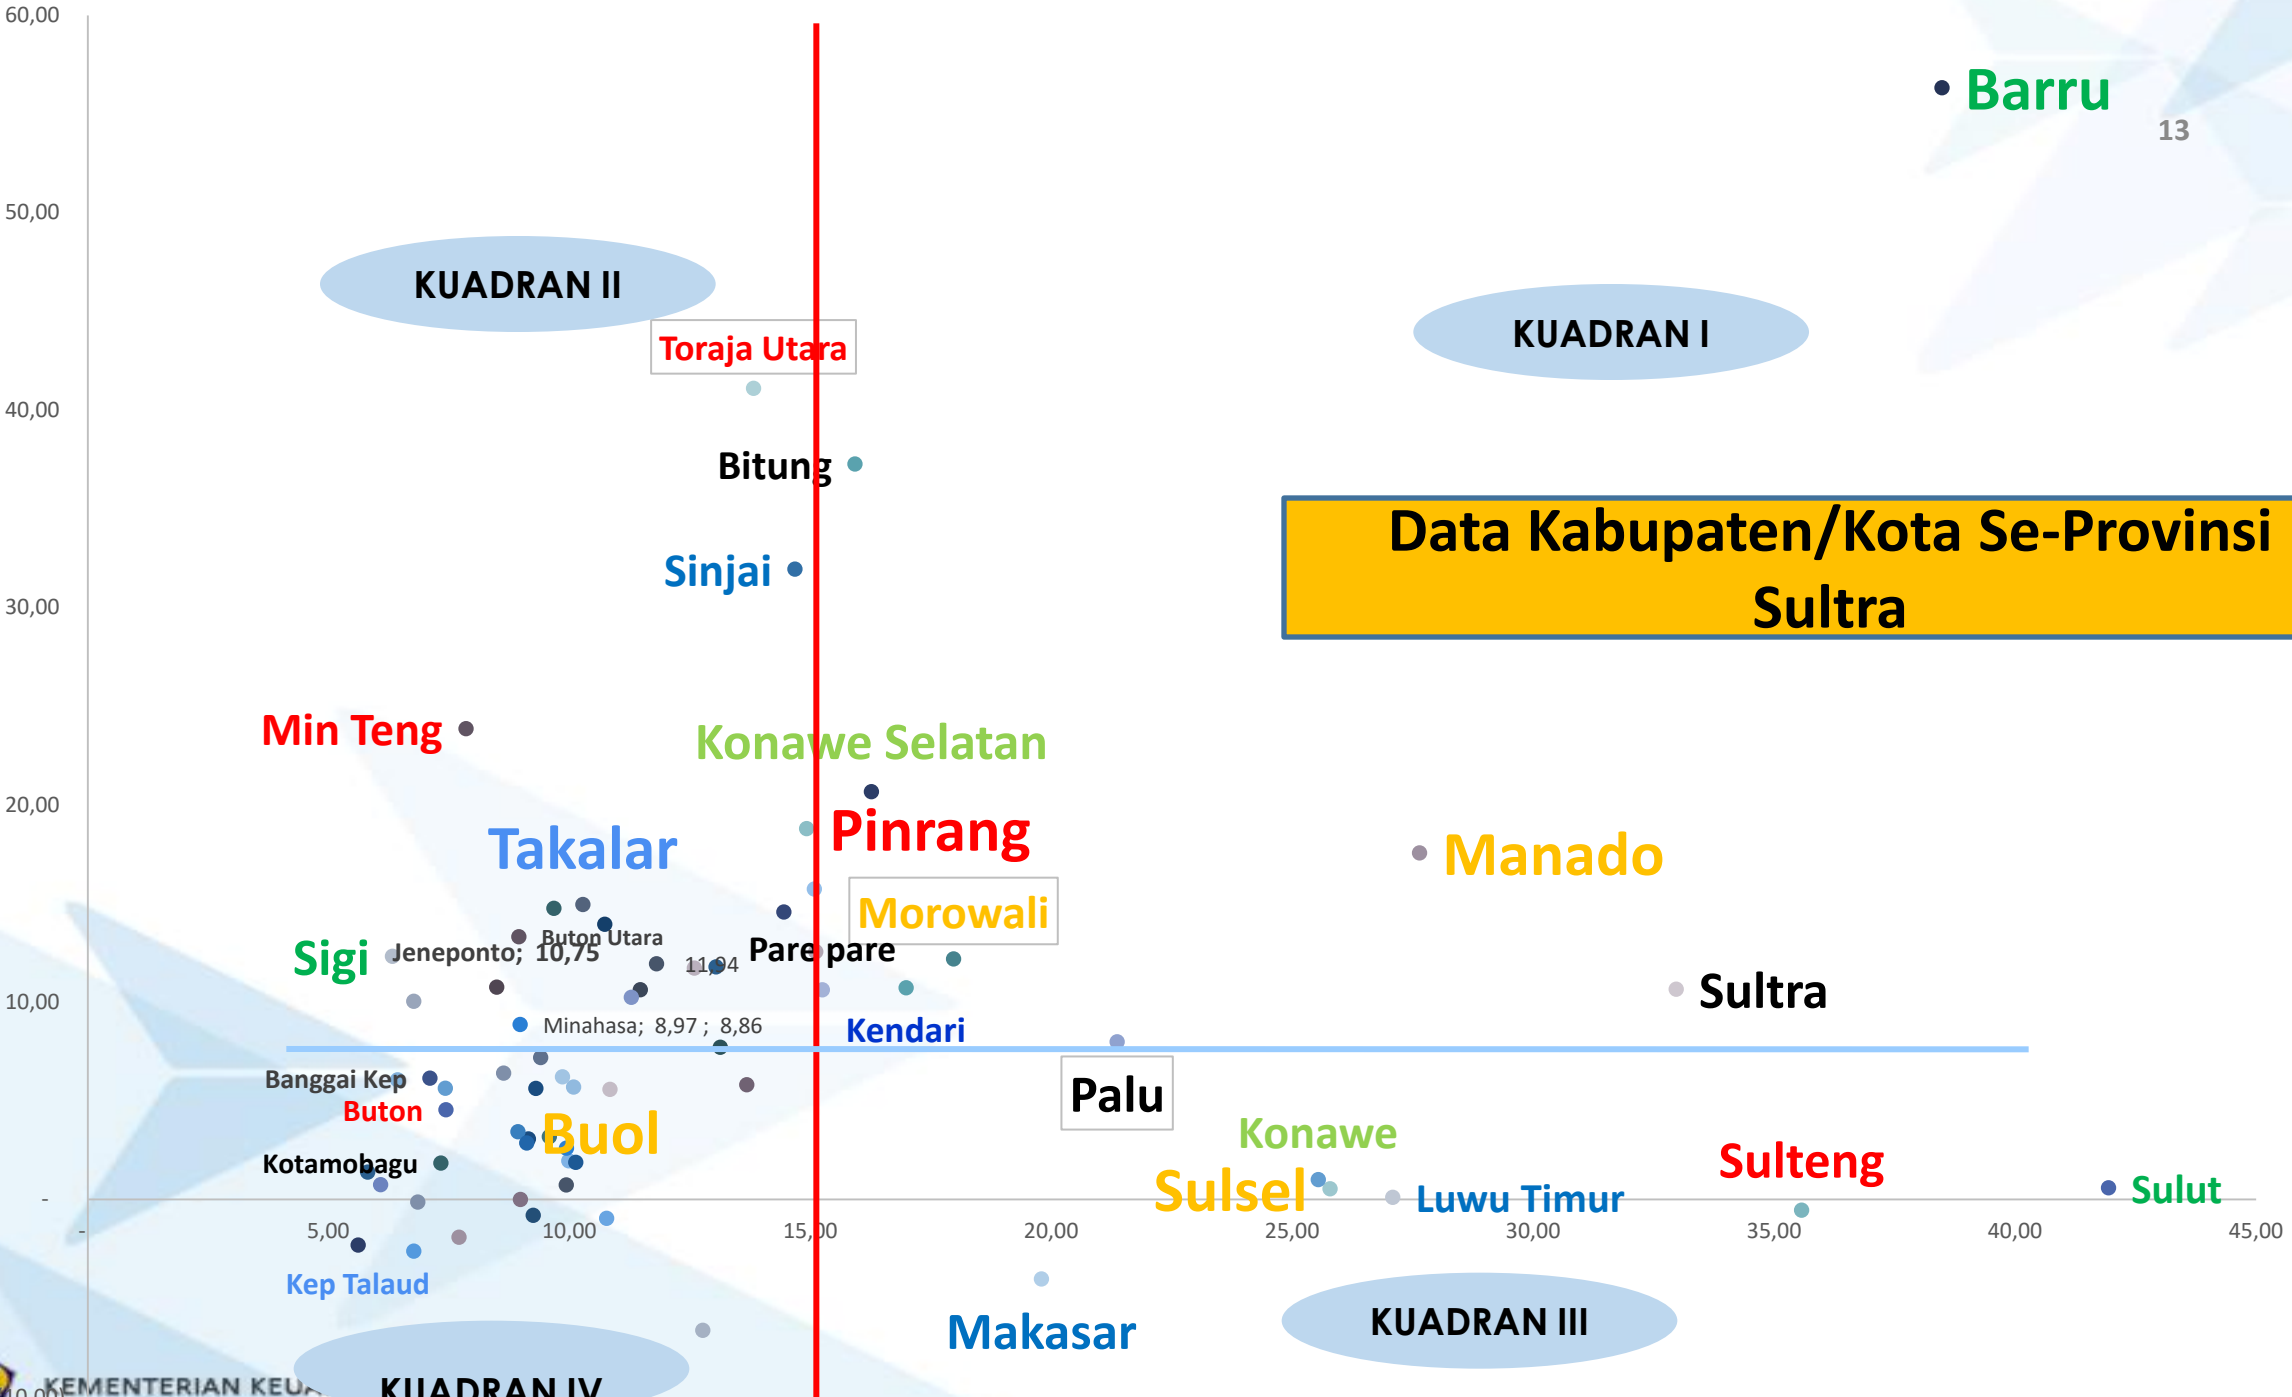 60,00
Barru
13
50,00
KUADRAN II
KUADRAN I
Toraja Utara
40,00
Bitung
Data Kabupaten/Kota Se-Provinsi
Sultra
Sinjai
30,00
Min Teng
Konawe Selatan
20,00
Pinrang
Takalar
Manado
Morowali
Buton Utara
Sigi
Jeneponto; 10,75
11,94
Pare pare
10,00
Sultra
Minahasa; 8,97 ; 8,86
Kendari
Banggai Kep
Buton
Palu
Buol
Konawe
Kotamobagu
Sulteng
-
Sulsel
Luwu Timur
Sulut
-
5,00
10,00
15,00
20,00
25,00
30,00
35,00
40,00
45,00
Kep Talaud
Makasar
KUADRAN III
KUADRAN IV
KEMENTERIAN